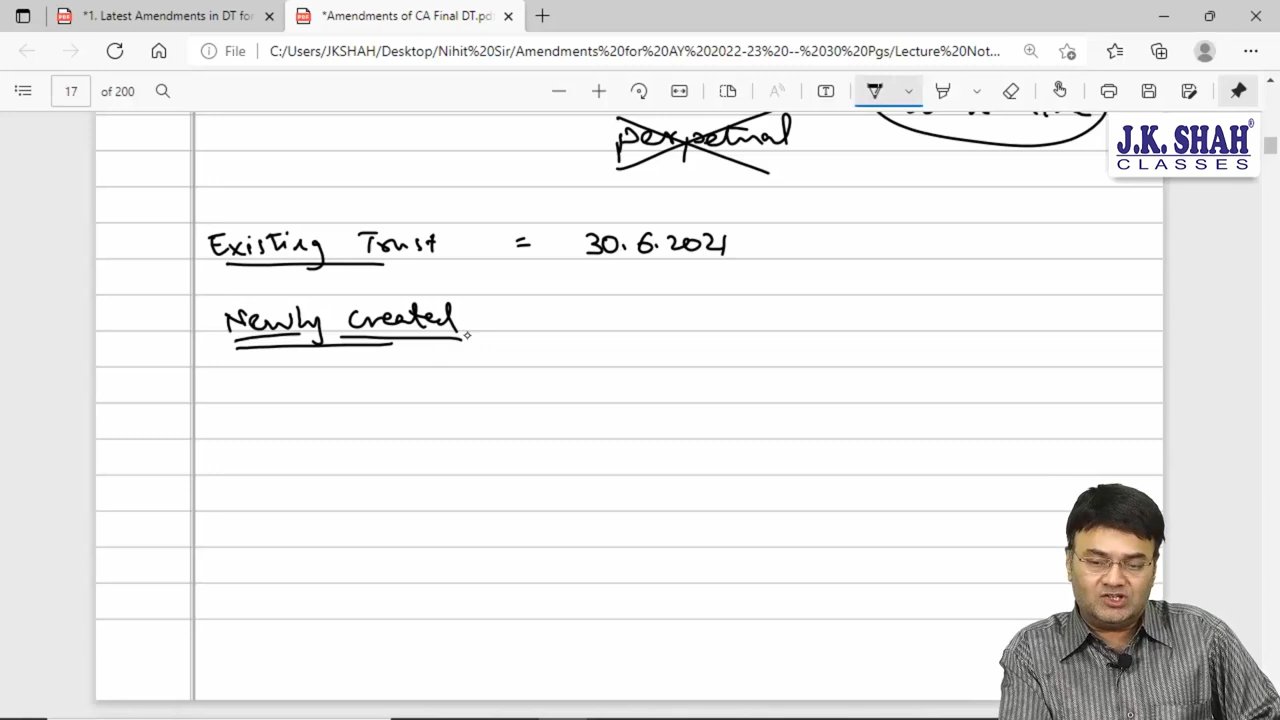 *1. Latest Amendments in DT for
*Amendments of CA Final DT.pdf
File
C:/Users/JKSHAH/Desktop/Nihit%20Sir/Amendments%20for%20AY%202022-23%20--%2030%20Pgs/Lecture%20Not...
17
of 200
perpetual
J.K. SHAH®
CLASSES
Existing Trust = 30.6.2021
Newly Created